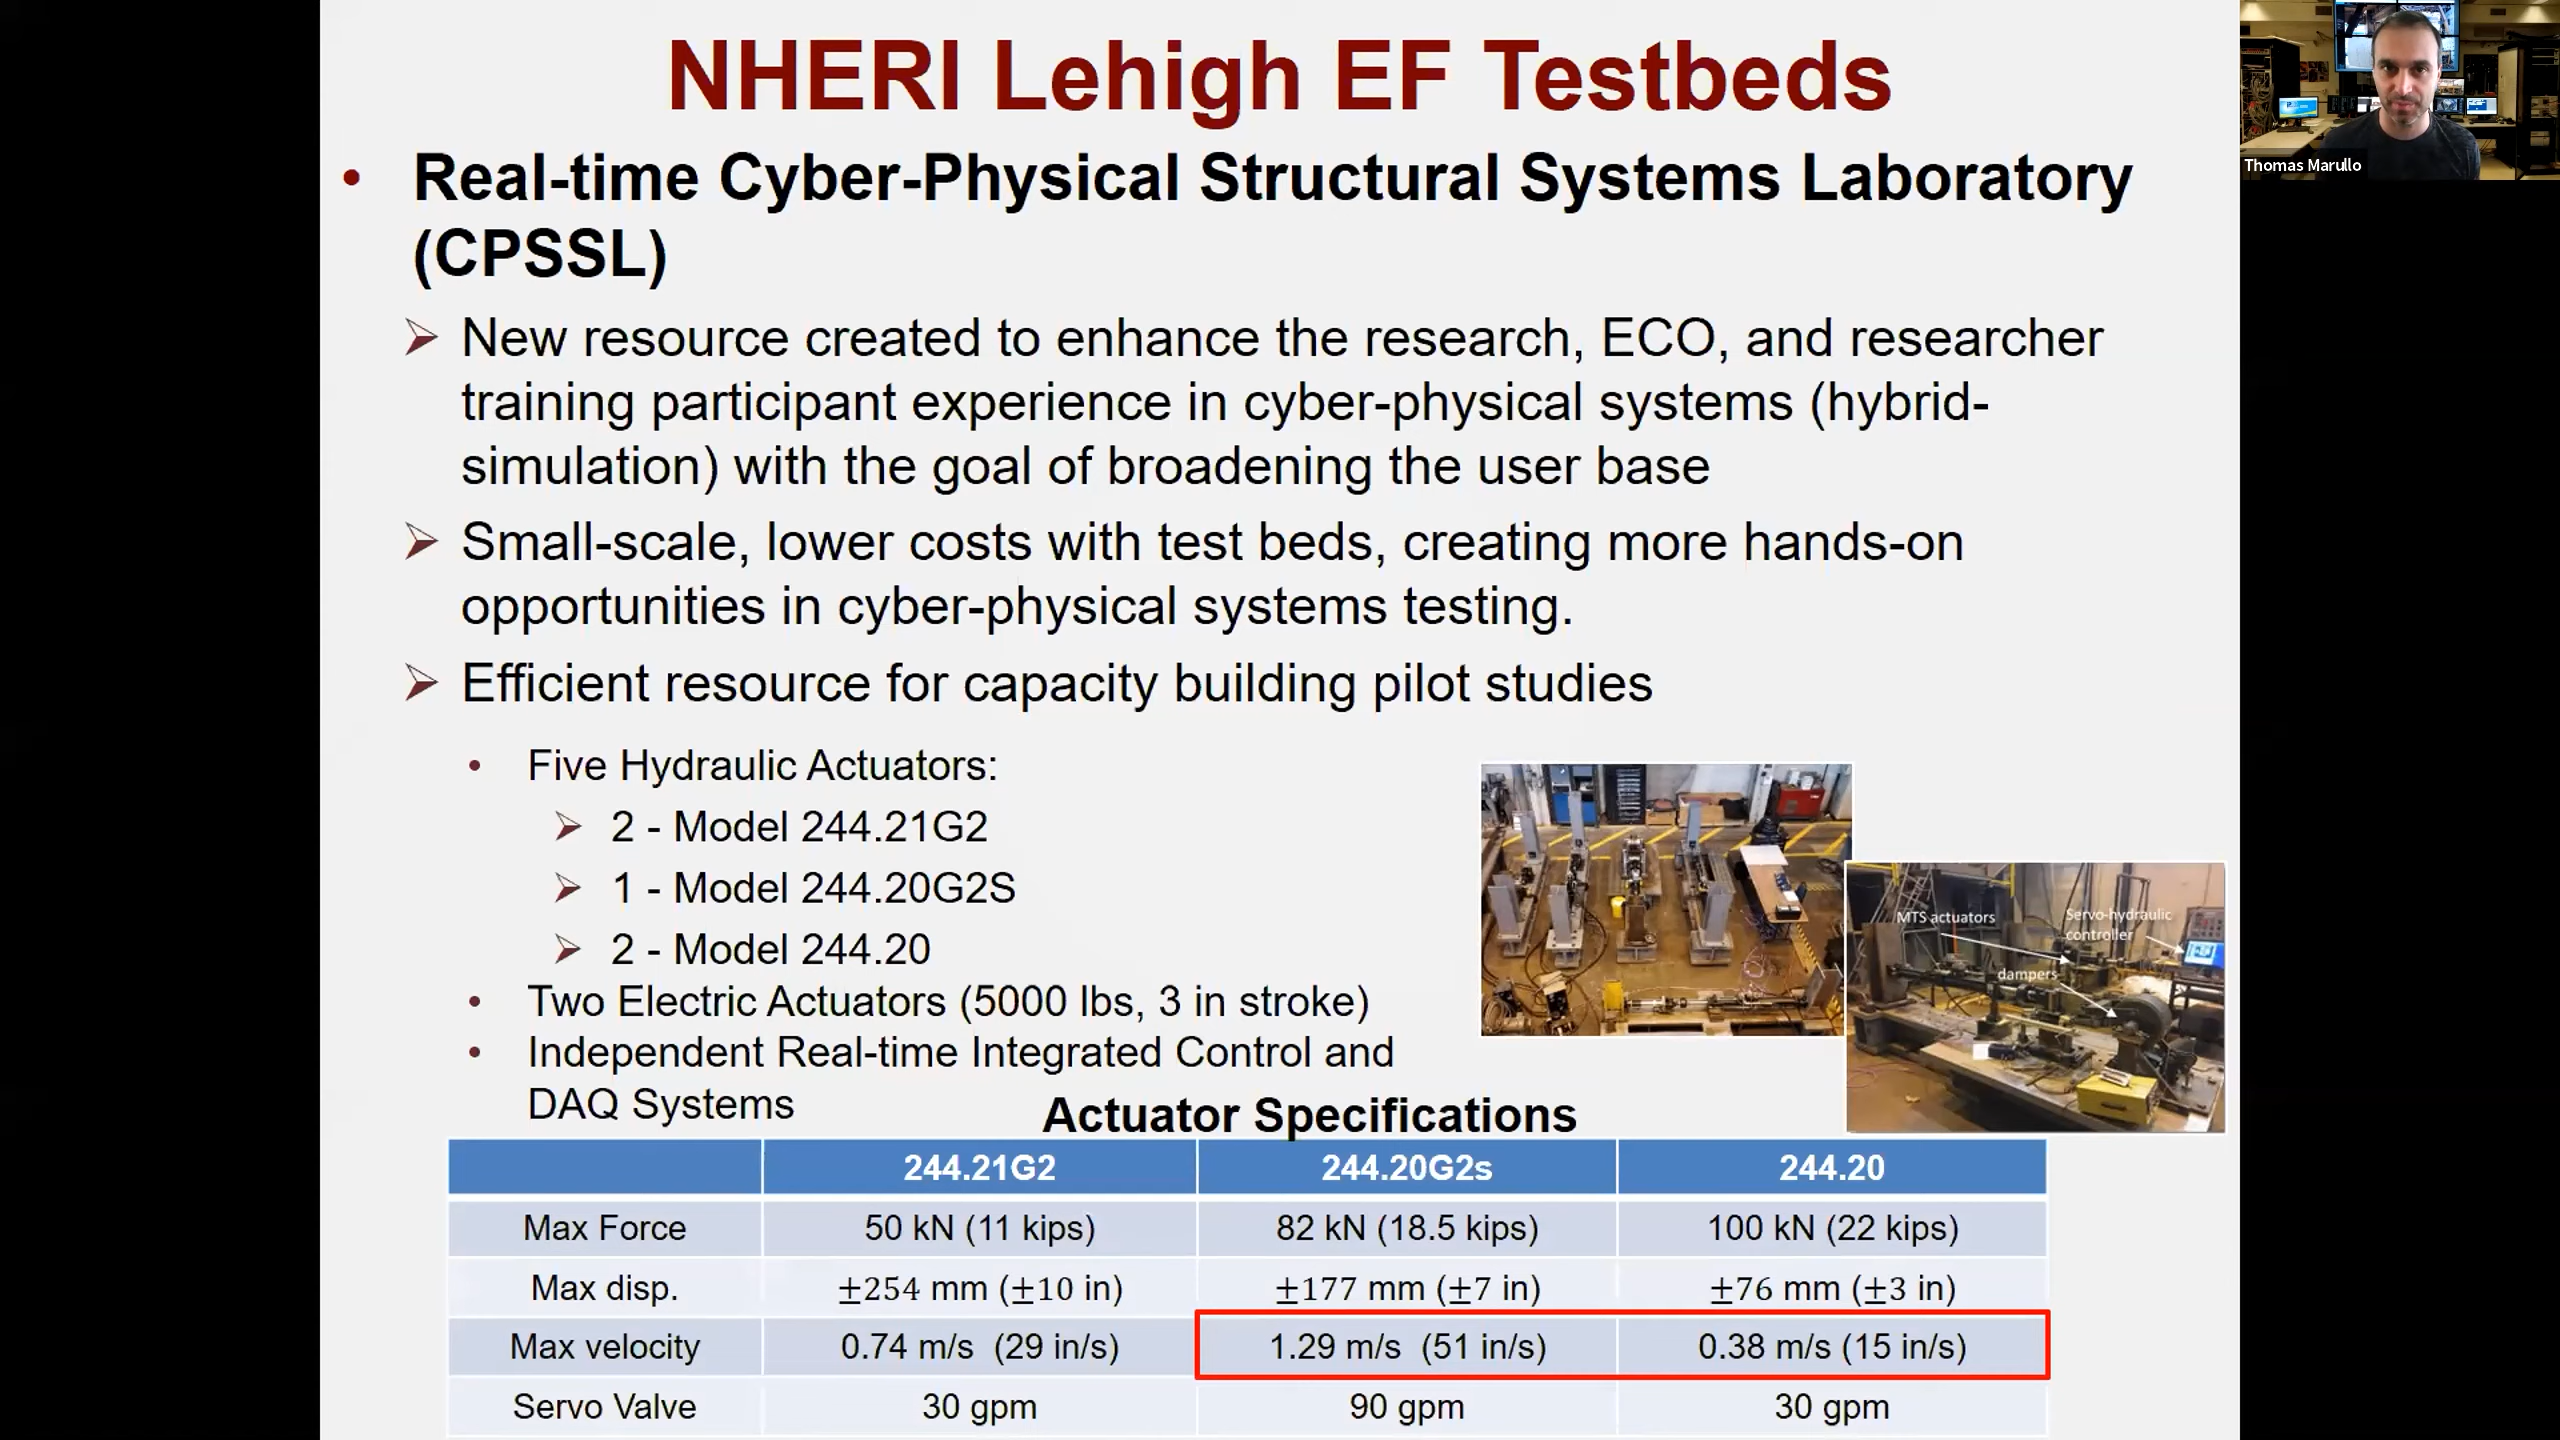 NHERI Lehigh EF Testbeds
Thomas Marullo
• Real-time Cyber-Physical Structural Systems Laboratory
(CPSSL)
➢ New resource created to enhance the research, ECO, and researcher
training participant experience in cyber-physical systems (hybrid-
simulation) with the goal of broadening the user base
➢ Small-scale, lower costs with test beds, creating more hands-on
opportunities in cyber-physical systems testing.
➢ Efficient resource for capacity building pilot studies
• Five Hydraulic Actuators:
➢ 2 - Model 244.21G2
➢ 1 - Model 244.20G2S
➢ 2 - Model 244.20
• Two Electric Actuators (5000 lbs, 3 in stroke)
• Independent Real-time Integrated Control and
DAQ Systems
MTS actuators
Servo-hydraulic
controller
dampers
Actuator Specifications
244.21G2 244.20G2s 244.20
Max Force 50 kN (11 kips) 82 kN (18.5 kips) 100 kN (22 kips)
Max disp. ±254 mm (±10 in) ±177 mm (±7 in) ±76 mm (±3 in)
Max velocity 0.74 m/s (29 in/s) 1.29 m/s (51 in/s) 0.38 m/s (15 in/s)
Servo Valve 30 gpm 90 gpm 30 gpm